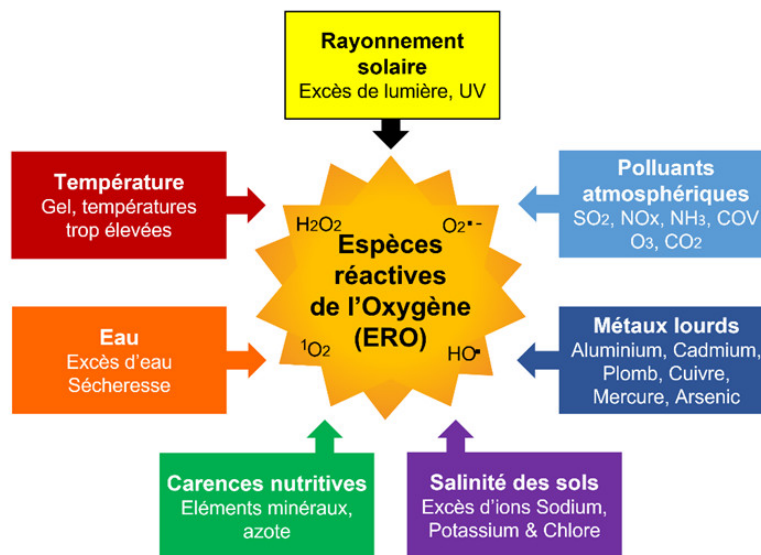 Rayonnement
solaire
Excès de lumière, UV
Température
Gel, températures
trop élevées
Polluants
atmosphériques
SO₂, NOx, NH₃, COV
O₃, CO₂
H₂O₂
O₂▪-
Espèces
réactives
de l'Oxygène
(ERO)
¹O₂
HO▪
Eau
Excès d'eau
Sécheresse
Métaux lourds
Aluminium, Cadmium,
Plomb, Cuivre,
Mercure, Arsenic
Carences nutritives
Eléments minéraux,
azote
Salinité des sols
Excès d'ions Sodium,
Potassium & Chlore